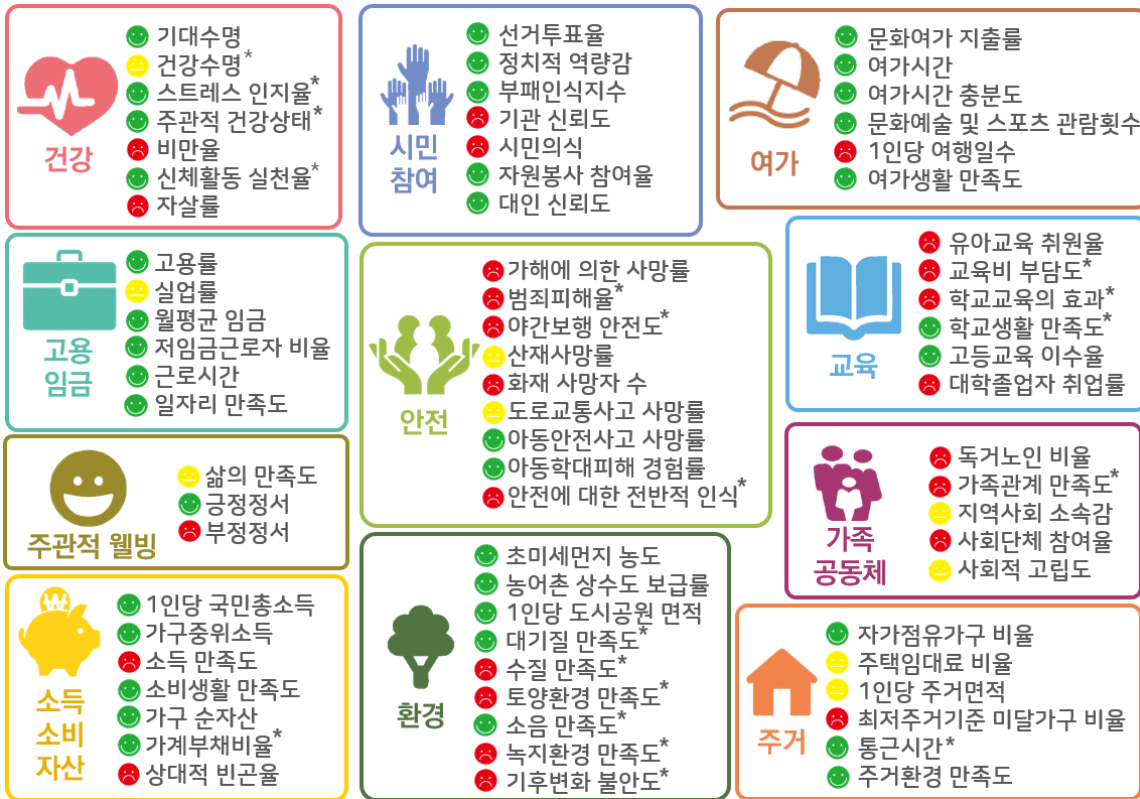 기대수명
건강수명*
스트레스 인지율*
주관적 건강상태*
비만율
신체활동 실천율*
자살률
건강
선거투표율
정치적 역량감
부패인식지수
기관 신뢰도
시민의식
자원봉사 참여율
대인 신뢰도
시민
참여
문화여가 지출률
여가시간
여가시간 충분도
문화예술 및 스포츠 관람횟수
1인당 여행일수
여가생활 만족도
여가
고용률
실업률
월평균 임금
저임금근로자 비율
근로시간
일자리 만족도
고용
임금
가해에 의한 사망률
범죄피해율*
야간보행 안전도*
산재사망률
화재 사망자 수
도로교통사고 사망률
아동안전사고 사망률
아동학대피해 경험률
안전에 대한 전반적 인식*
안전
유아교육 취원율
교육비 부담도*
학교교육의 효과*
학교생활 만족도*
고등교육 이수율
대학졸업자 취업률
교육
삶의 만족도
긍정정서
부정정서
주관적 웰빙
독거노인 비율
가족관계 만족도*
지역사회 소속감
사회단체 참여율
사회적 고립도
가족
공동체
1인당 국민총소득
가구중위소득
소득 만족도
소비생활 만족도
가구 순자산
가계부채비율*
상대적 빈곤율
소득
소비
자산
초미세먼지 농도
농어촌 상수도 보급률
1인당 도시공원 면적
대기질 만족도*
수질 만족도*
토양환경 만족도*
소음 만족도*
녹지환경 만족도*
기후변화 불안도*
환경
자가점유가구 비율
주택임대료 비율
1인당 주거면적
최저주거기준 미달가구 비율
통근시간*
주거환경 만족도
주거